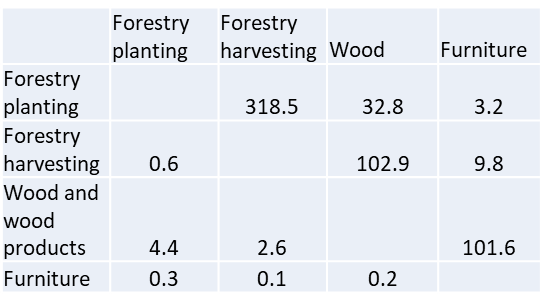 Forestry planting Forestry harvesting Wood Furniture
Forestry planting 318.5 32.8 3.2
Forestry harvesting 0.6 102.9 9.8
Wood and wood products 4.4 2.6 101.6
Furniture 0.3 0.1 0.2